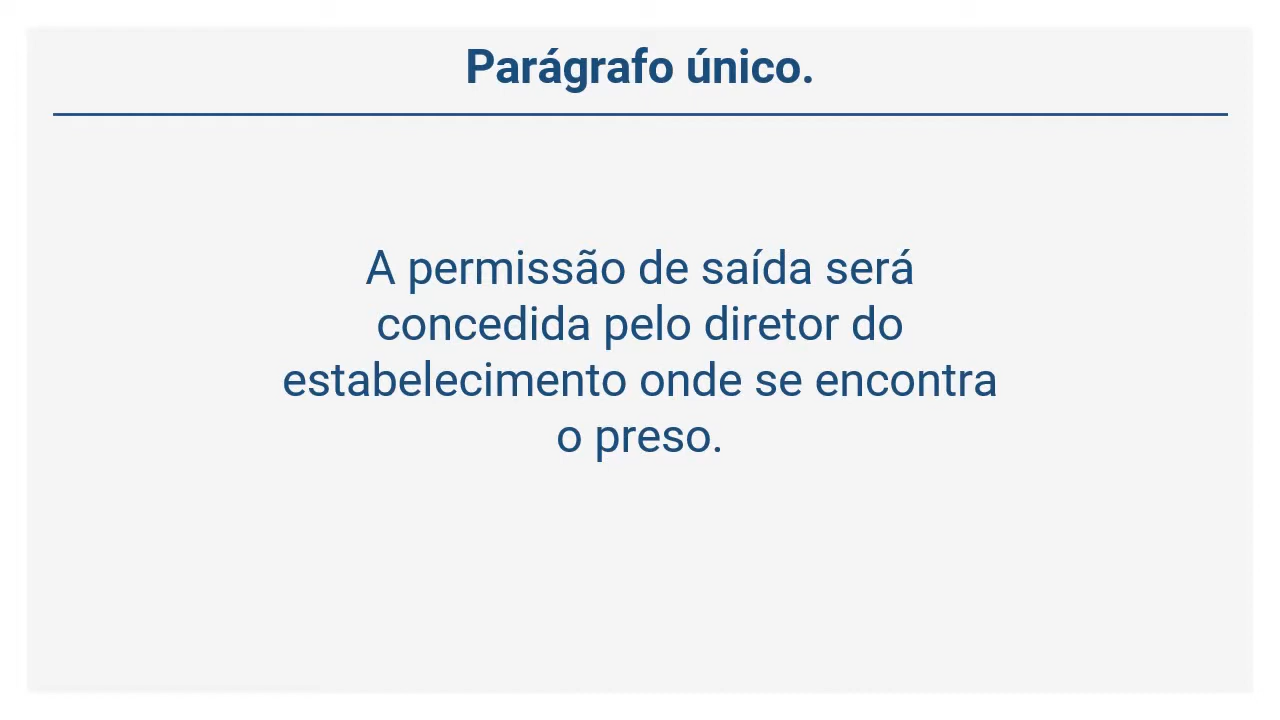 Parágrafo único.
A permissão de saída será
concedida pelo diretor do
estabelecimento onde se encontra
o preso.